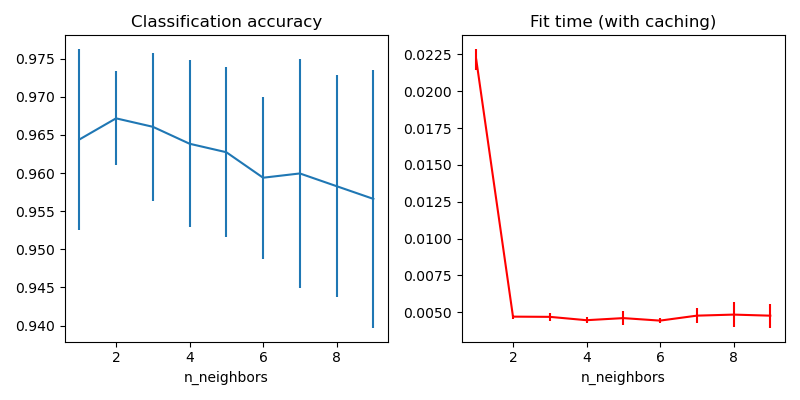 Classification accuracy
0.975
0.970
0.965
0.960
0.955
0.950
0.945
0.940
2 4 6 8
n_neighbors
Fit time (with caching)
0.0225
0.0200
0.0175
0.0150
0.0125
0.0100
0.0075
0.0050
2 4 6 8
n_neighbors